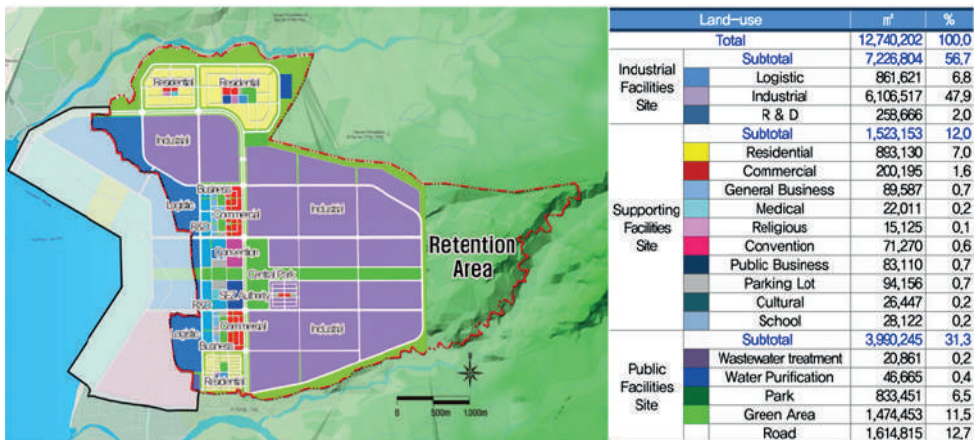 Residential
Residential
Industrial
Business
Logistic
Commercial
Industrial
R&D
Convention
Retention
Area
Central Park
SEZ Authority
R&D
Logistic
Commercial
Industrial
Business
Residential
0 500m 1,000m
Land-use ㎡ %
Total 12,740,202 100,0
Industrial Facilities Site
Subtotal 7,226,804 56,7
Logistic 861,621 6,8
Industrial 6,106,517 47,9
R & D 258,666 2,0
Supporting Facilities Site
Subtotal 1,523,153 12,0
Residential 893,130 7,0
Commercial 200,195 1,6
General Business 89,587 0,7
Medical 22,011 0,2
Religious 15,125 0,1
Convention 71,270 0,6
Public Business 83,110 0,7
Parking Lot 94,156 0,7
Cultural 26,447 0,2
School 28,122 0,2
Public Facilities Site
Subtotal 3,990,245 31,3
Wastewater treatment 20,861 0,2
Water Purification 46,665 0,4
Park 833,451 6,5
Green Area 1,474,453 11,5
Road 1,614,815 12,7